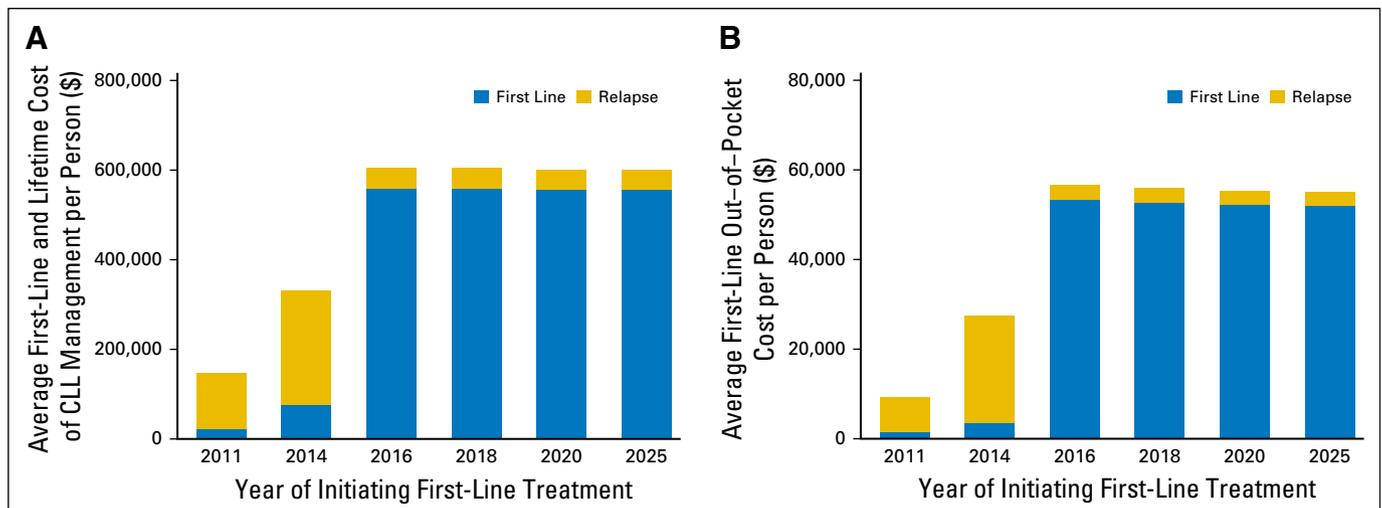 A
Average First-Line and Lifetime Cost
of CLL Management per Person ($)
800,000
600,000
400,000
200,000
0
First Line
Relapse
2011
2014
2016
2018
2020
2025
Year of Initiating First-Line Treatment
B
Average First-Line Out–of–Pocket
Cost per Person ($)
80,000
60,000
40,000
20,000
0
First Line
Relapse
2011
2014
2016
2018
2020
2025
Year of Initiating First-Line Treatment